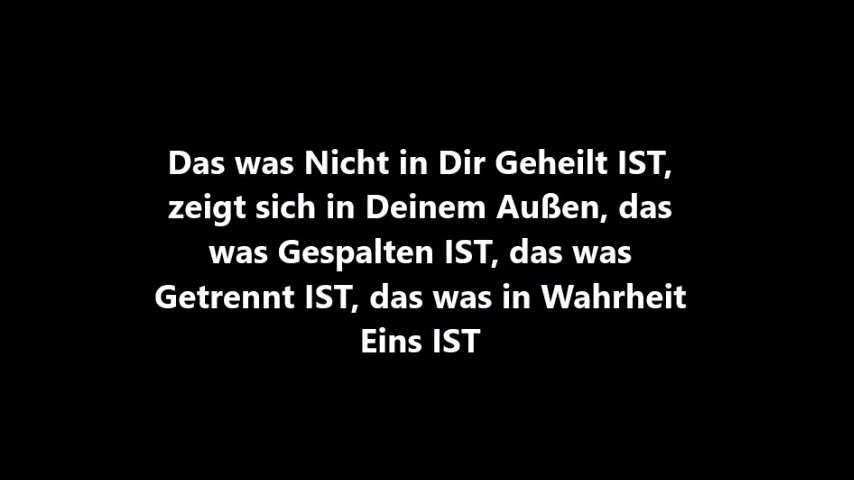 Das was Nicht in Dir Geheilt IST,
zeigt sich in Deinem Außen, das
was Gespalten IST, das was
Getrennt IST, das was in Wahrheit
Eins IST